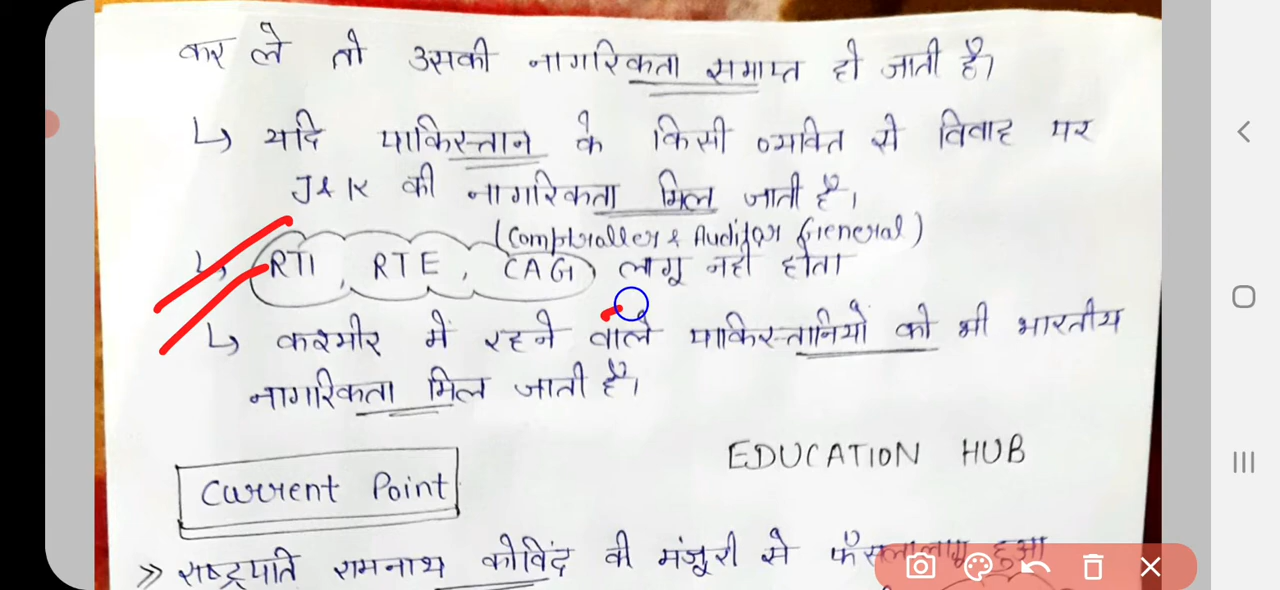 कर ले तो उसकी नागरिकता समाप्त हो जाती है।
↳ यदि पाकिस्तान के किसी व्यक्ति से विवाह पर
J&K की नागरिकता मिल जाती है।
(Comptroller & Auditor General)
↳ RTI, RTE, CAG लागू नही होता
↳ कश्मीर में रहने वाले पाकिस्तानियों को भी भारतीय
नागरिकता मिल जाती है।
EDUCATION HUB
Current Point
>> राष्ट्रपति रामनाथ कोविंद की मंजूरी से फैसला लागू हुआ